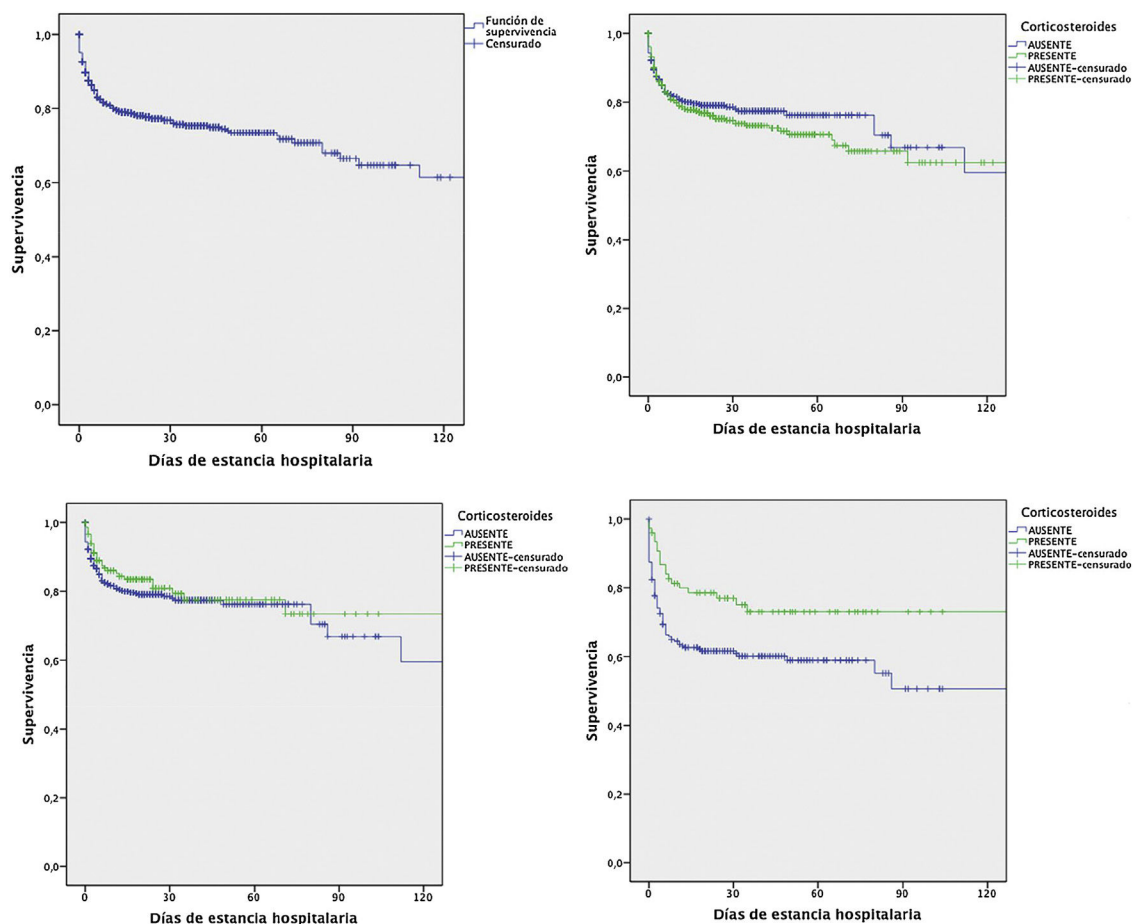 Función de
supervivencia
Censurado
1,0
0,8
0,6
0,4
0,2
0,0
Supervivencia
0
30
60
90
120
Días de estancia hospitalaria
Corticosteroides
AUSENTE
PRESENTE
AUSENTE-censurado
PRESENTE-censurado
1,0
0,8
0,6
0,4
0,2
0,0
Supervivencia
0
30
60
90
120
Días de estancia hospitalaria
Corticosteroides
AUSENTE
PRESENTE
AUSENTE-censurado
PRESENTE-censurado
1,0
0,8
0,6
0,4
0,2
0,0
Supervivencia
0
30
60
90
120
Días de estancia hospitalaria
Corticosteroides
AUSENTE
PRESENTE
AUSENTE-censurado
PRESENTE-censurado
1,0
0,8
0,6
0,4
0,2
0,0
Supervivencia
0
30
60
90
120
Días de estancia hospitalaria